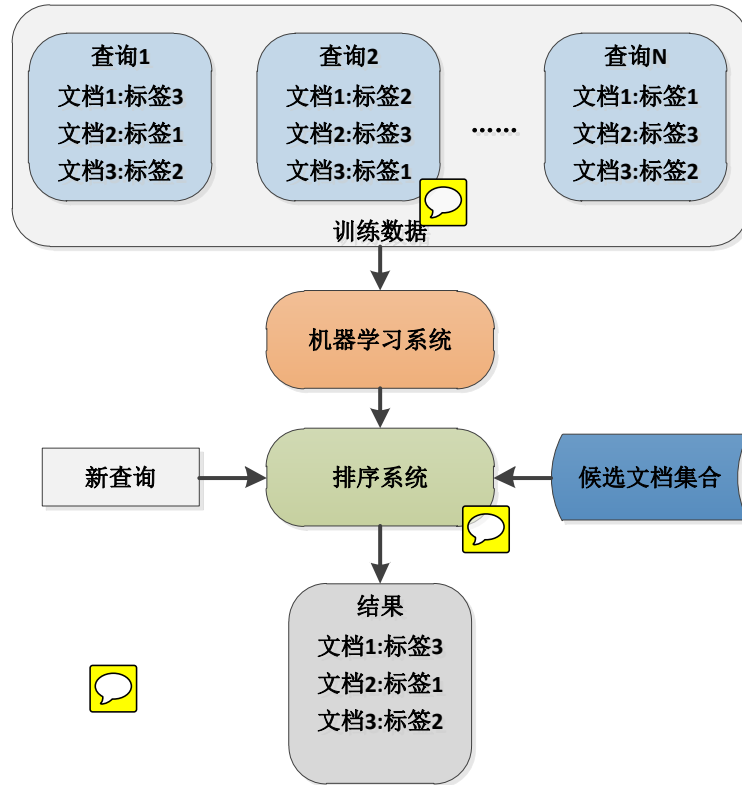 查询1
文档1:标签3
文档2:标签1
文档3:标签2
查询2
文档1:标签2
文档2:标签3
文档3:标签1
……
查询N
文档1:标签1
文档2:标签3
文档3:标签2
训练数据
机器学习系统
新查询
排序系统
候选文档集合
结果
文档1:标签3
文档2:标签1
文档3:标签2